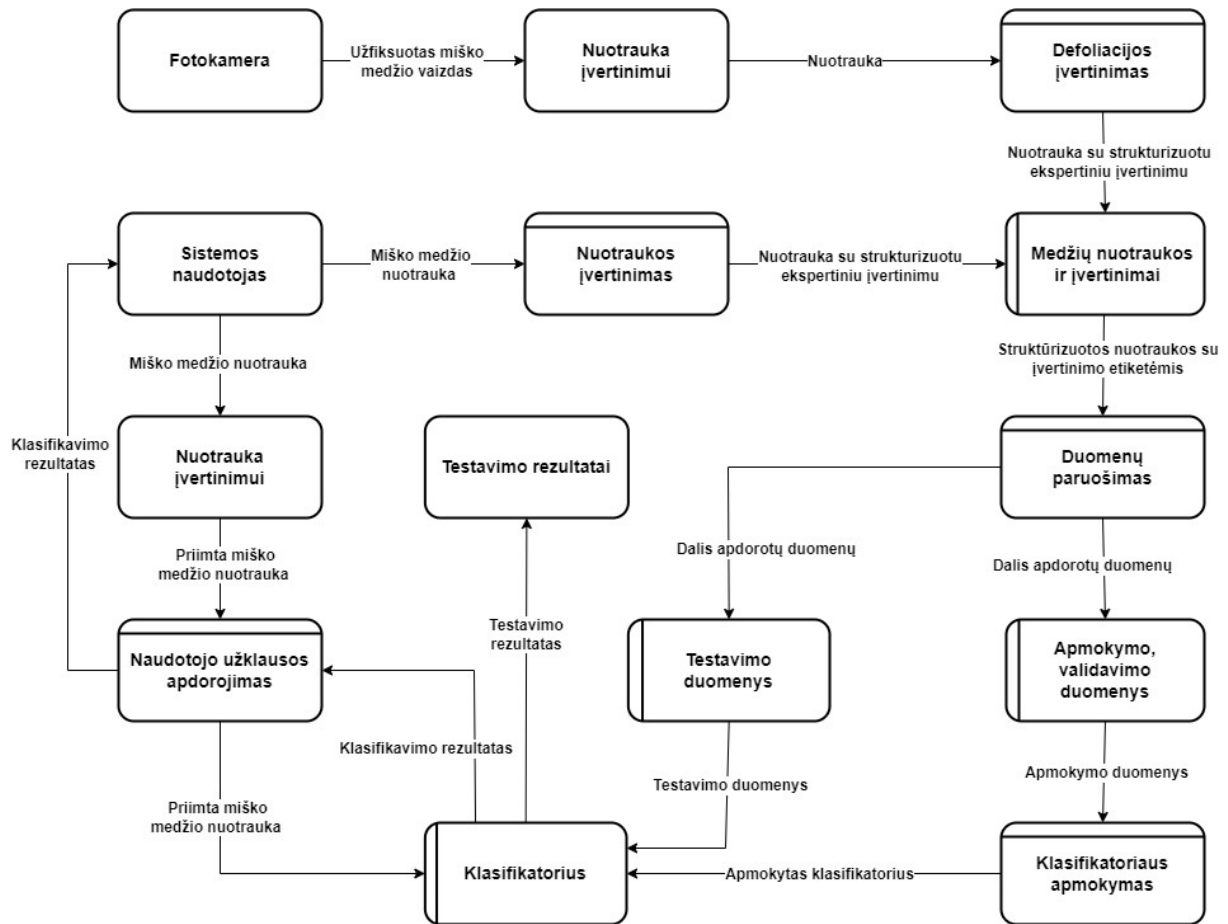 Fotokamera
Užfiksuotas miško
medžio vaizdas
Nuotrauka
įvertinimui
Nuotrauka
Defoliacijos
įvertinimas
Nuotrauka su strukturizuotu
ekspertiniu įvertinimu
Sistemos
naudotojas
Miško medžio
nuotrauka
Nuotraukos
įvertinimas
Nuotrauka su strukturizuotu
ekspertiniu įvertinimu
Medžių nuotraukos
ir įvertinimai
Miško medžio nuotrauka
Struktūrizuotos nuotraukos su
įvertinimo etiketėmis
Klasifikavimo
rezultatas
Nuotrauka
įvertinimui
Testavimo rezultatai
Duomenų
paruošimas
Priimta miško
medžio nuotrauka
Dalis apdorotų duomenų
Dalis apdorotų duomenų
Naudotojo užklausos
apdorojimas
Testavimo
rezultatas
Testavimo
duomenys
Apmokymo,
validavimo
duomenys
Klasifikavimo rezultatas
Testavimo duomenys
Apmokymo duomenys
Priimta miško
medžio nuotrauka
Klasifikatorius
Apmokytas klasifikatorius
Klasifikatoriaus
apmokymas